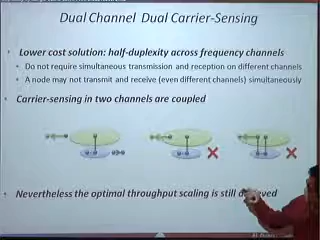 Dual Channel Dual Carrier-Sensing
• Lower cost solution: half-duplexity across frequency channels
• Do not require simultaneous transmission and reception on different channels
• A node may not transmit and receive (even different channels) simultaneously
• Carrier-sensing in two channels are coupled
• Nevertheless the optimal throughput scaling is still